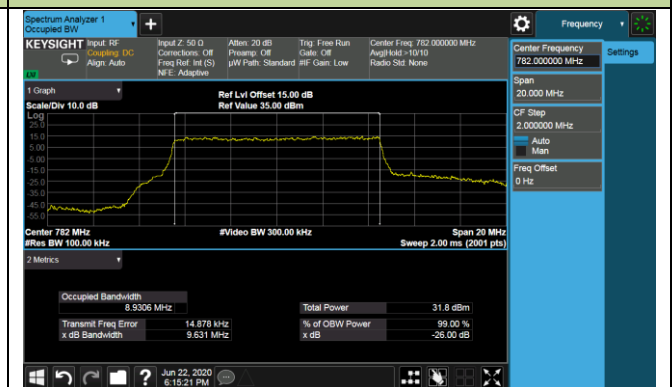 Spectrum Analyzer 1
Occupied BW
+
Frequency
KEYSIGHT
Input: RF
Coupling: DC
Align: Auto
Input Z: 50 Ω
Corrections: Off
Freq Ref: Int (S)
NFE: Adaptive
Atten: 20 dB
Preamp: Off
µW Path: Standard
Trig: Free Run
Gate: Off
#IF Gain: Low
Center Freq: 782.000000 MHz
Avg|Hold:>10/10
Radio Std: None
Center Frequency
782.000000 MHz
Settings
Span
20.000 MHz
CF Step
2.000000 MHz
Auto
Man
Freq Offset
0 Hz
1 Graph
Scale/Div 10.0 dB
Ref Lvl Offset 15.00 dB
Ref Value 35.00 dBm
Log
25.0
15.0
5.00
-5.00
-15.0
-25.0
-35.0
-45.0
-55.0
Center 782 MHz
#Res BW 100.00 kHz
#Video BW 300.00 kHz
Span 20 MHz
Sweep 2.00 ms (2001 pts)
2 Metrics
Occupied Bandwidth
8.9306 MHz
Total Power
31.8 dBm
Transmit Freq Error
14.878 kHz
% of OBW Power
99.00 %
x dB Bandwidth
9.631 MHz
x dB
-26.00 dB
?
Jun 22, 2020
6:15:21 PM